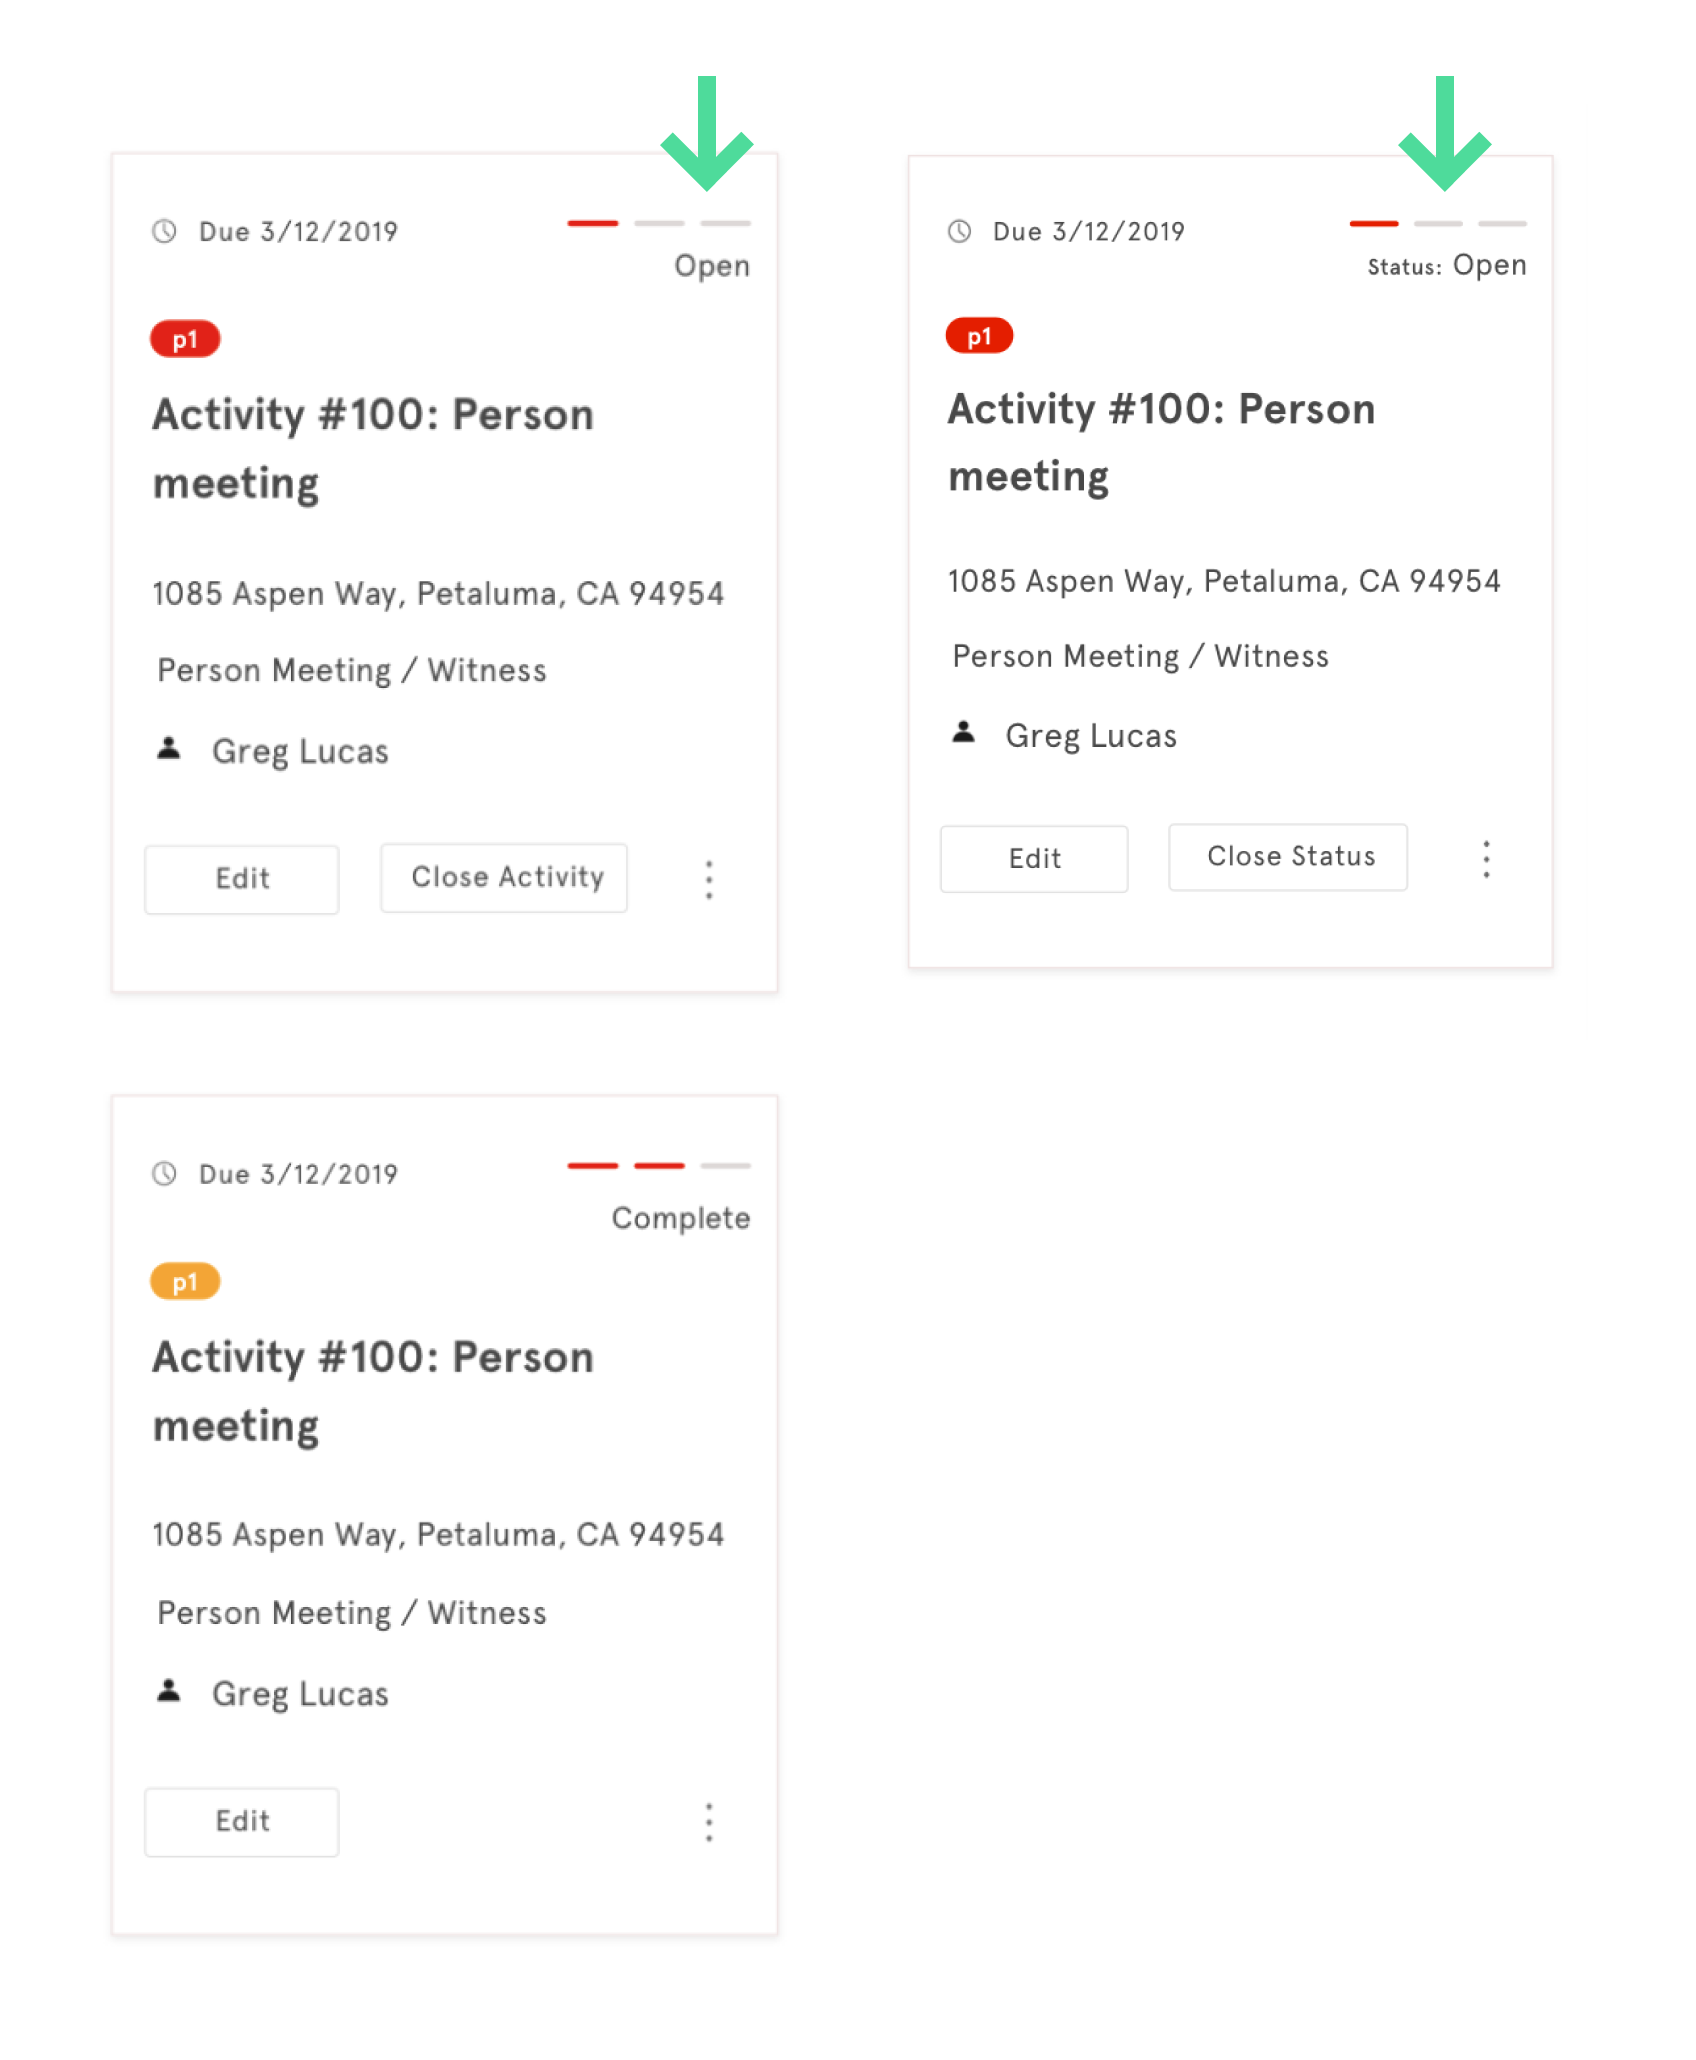 Due 3/12/2019
Open
p1
Activity #100: Person
meeting
1085 Aspen Way, Petaluma, CA 94954
Person Meeting / Witness
Greg Lucas
Edit
Close Activity
Due 3/12/2019
Status: Open
p1
Activity #100: Person
meeting
1085 Aspen Way, Petaluma, CA 94954
Person Meeting / Witness
Greg Lucas
Edit
Close Status
Due 3/12/2019
Complete
p1
Activity #100: Person
meeting
1085 Aspen Way, Petaluma, CA 94954
Person Meeting / Witness
Greg Lucas
Edit